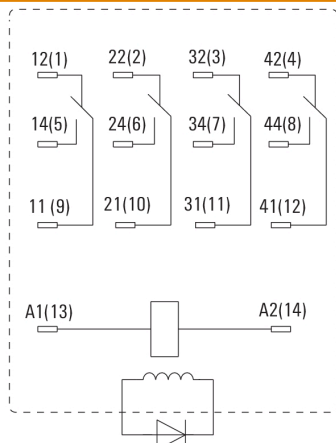 12(1) 22(2) 32(3) 42(4)
14(5) 24(6) 34(7) 44(8)
11 (9) 21(10) 31(11) 41(12)
A1(13) A2(14)